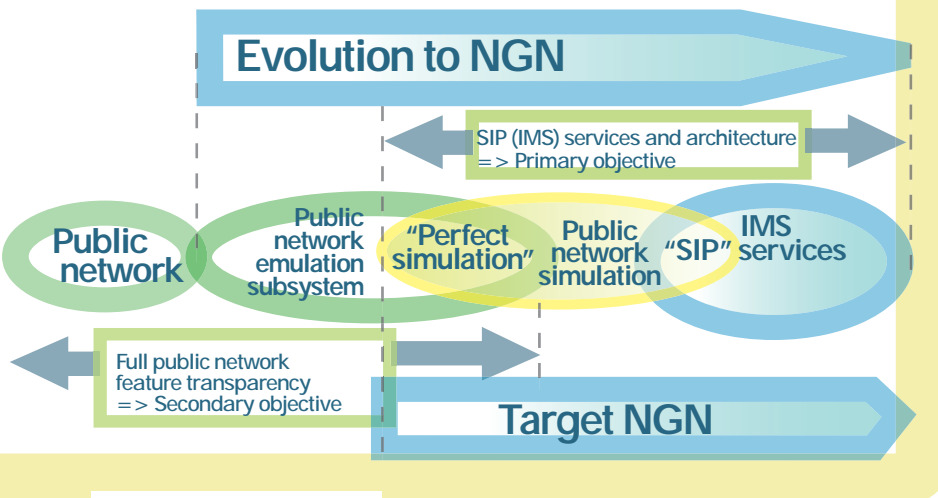 Evolution to NGN
SIP (IMS) services and architecture
=> Primary objective
Public
network
Public
network
emulation
subsystem
“Perfect
simulation”
Public
network
simulation
“SIP”
IMS
services
Full public network
feature transparency
=> Secondary objective
Target NGN